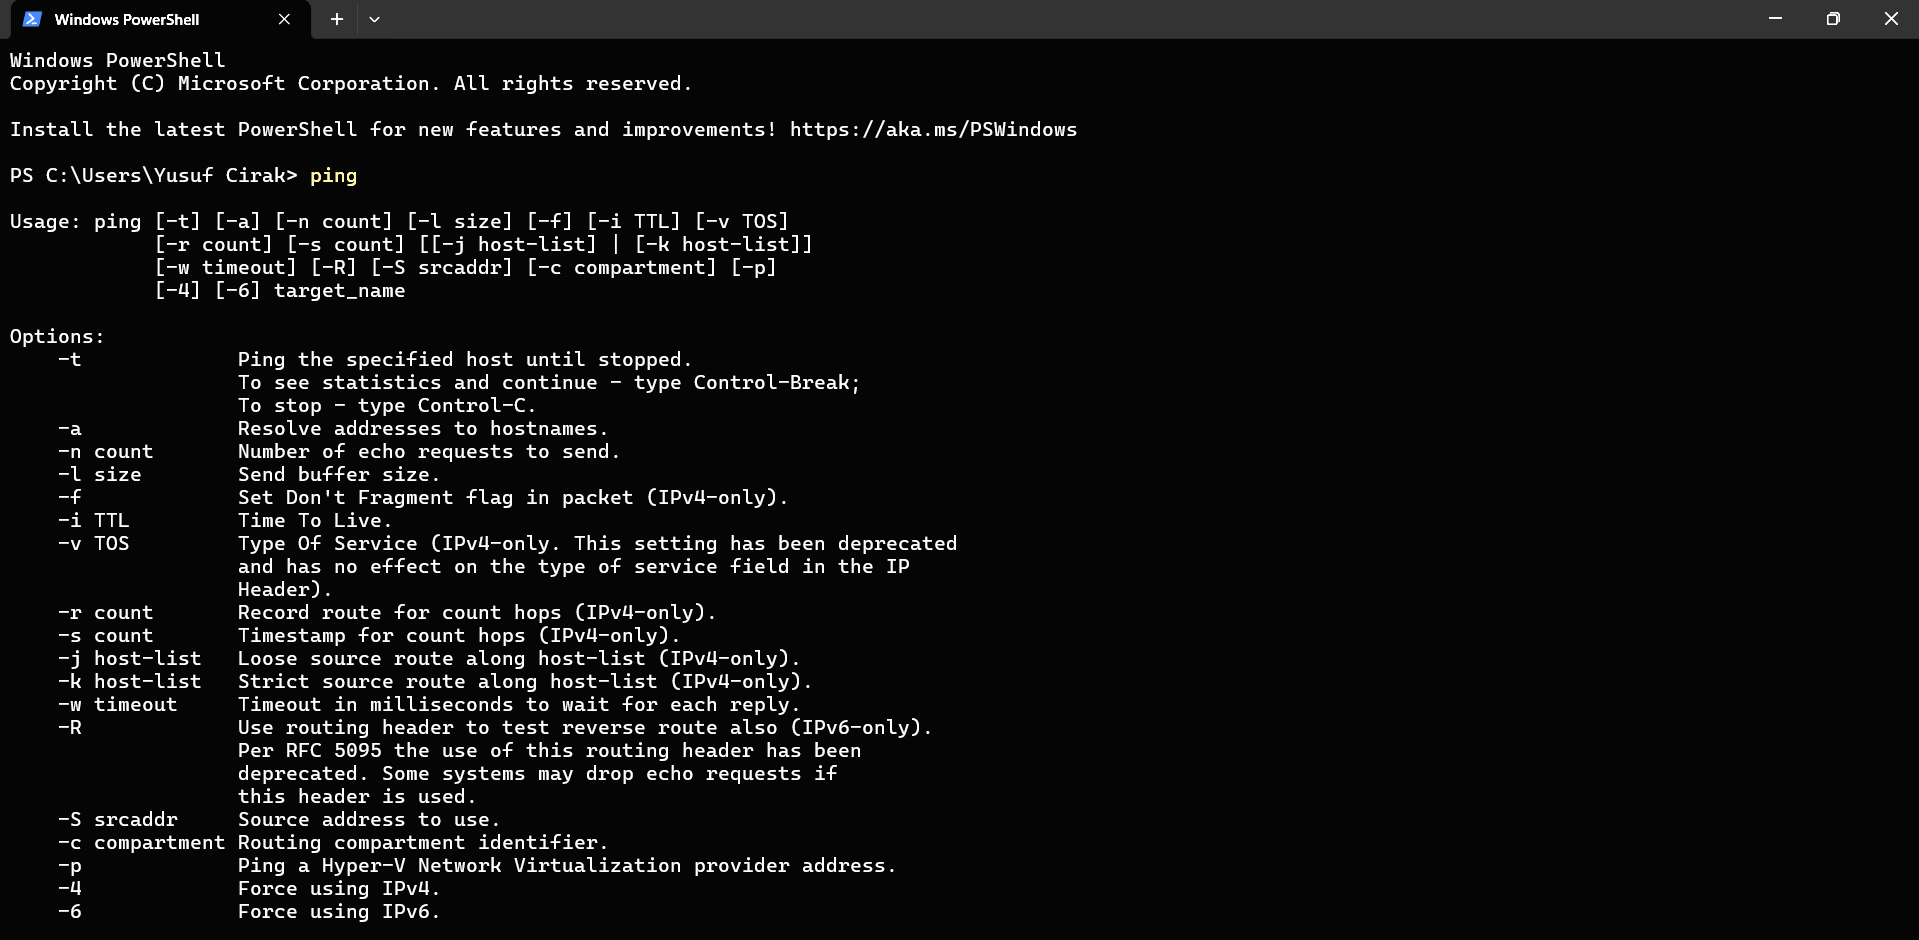 Windows PowerShell
Windows PowerShell
Copyright (C) Microsoft Corporation. All rights reserved.

Install the latest PowerShell for new features and improvements! https://aka.ms/PSWindows

PS C:\Users\Yusuf Cirak> ping

Usage: ping [-t] [-a] [-n count] [-l size] [-f] [-i TTL] [-v TOS]
            [-r count] [-s count] [[-j host-list] | [-k host-list]]
            [-w timeout] [-R] [-S srcaddr] [-c compartment] [-p]
            [-4] [-6] target_name

Options:
    -t             Ping the specified host until stopped.
                   To see statistics and continue - type Control-Break;
                   To stop - type Control-C.
    -a             Resolve addresses to hostnames.
    -n count       Number of echo requests to send.
    -l size        Send buffer size.
    -f             Set Don't Fragment flag in packet (IPv4-only).
    -i TTL         Time To Live.
    -v TOS         Type Of Service (IPv4-only. This setting has been deprecated
                   and has no effect on the type of service field in the IP
                   Header).
    -r count       Record route for count hops (IPv4-only).
    -s count       Timestamp for count hops (IPv4-only).
    -j host-list   Loose source route along host-list (IPv4-only).
    -k host-list   Strict source route along host-list (IPv4-only).
    -w timeout     Timeout in milliseconds to wait for each reply.
    -R             Use routing header to test reverse route also (IPv6-only).
                   Per RFC 5095 the use of this routing header has been
                   deprecated. Some systems may drop echo requests if
                   this header is used.
    -S srcaddr     Source address to use.
    -c compartment Routing compartment identifier.
    -p             Ping a Hyper-V Network Virtualization provider address.
    -4             Force using IPv4.
    -6             Force using IPv6.